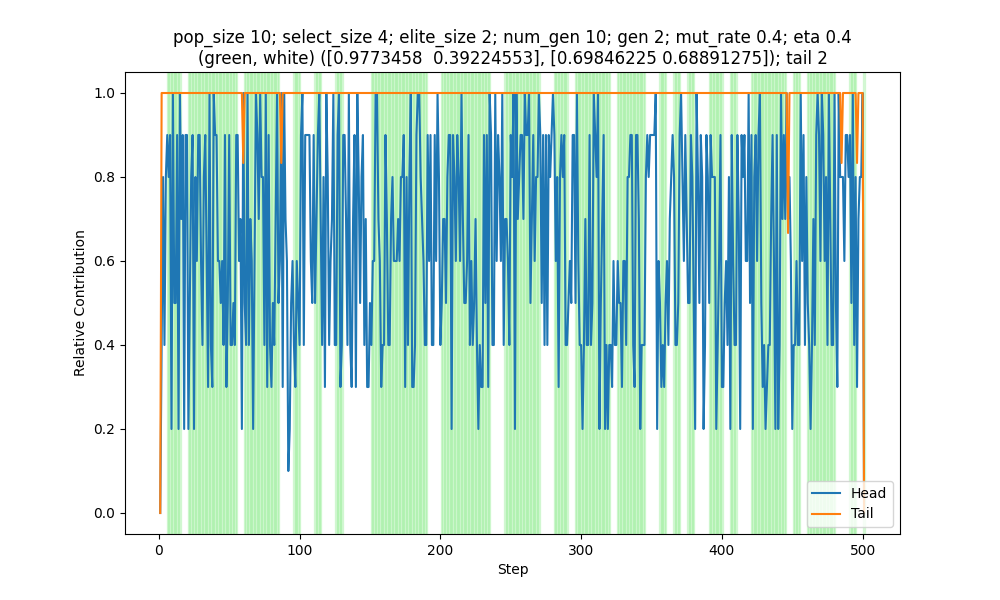 pop_size 10; select_size 4; elite_size 2; num_gen 10; gen 2; mut_rate 0.4; eta 0.4
(green, white) ([0.9773458  0.39224553], [0.69846225 0.68891275]); tail 2
1.0
0.8
0.6
0.4
0.2
0.0
Relative Contribution
Head
Tail
0
100
200
300
400
500
Step